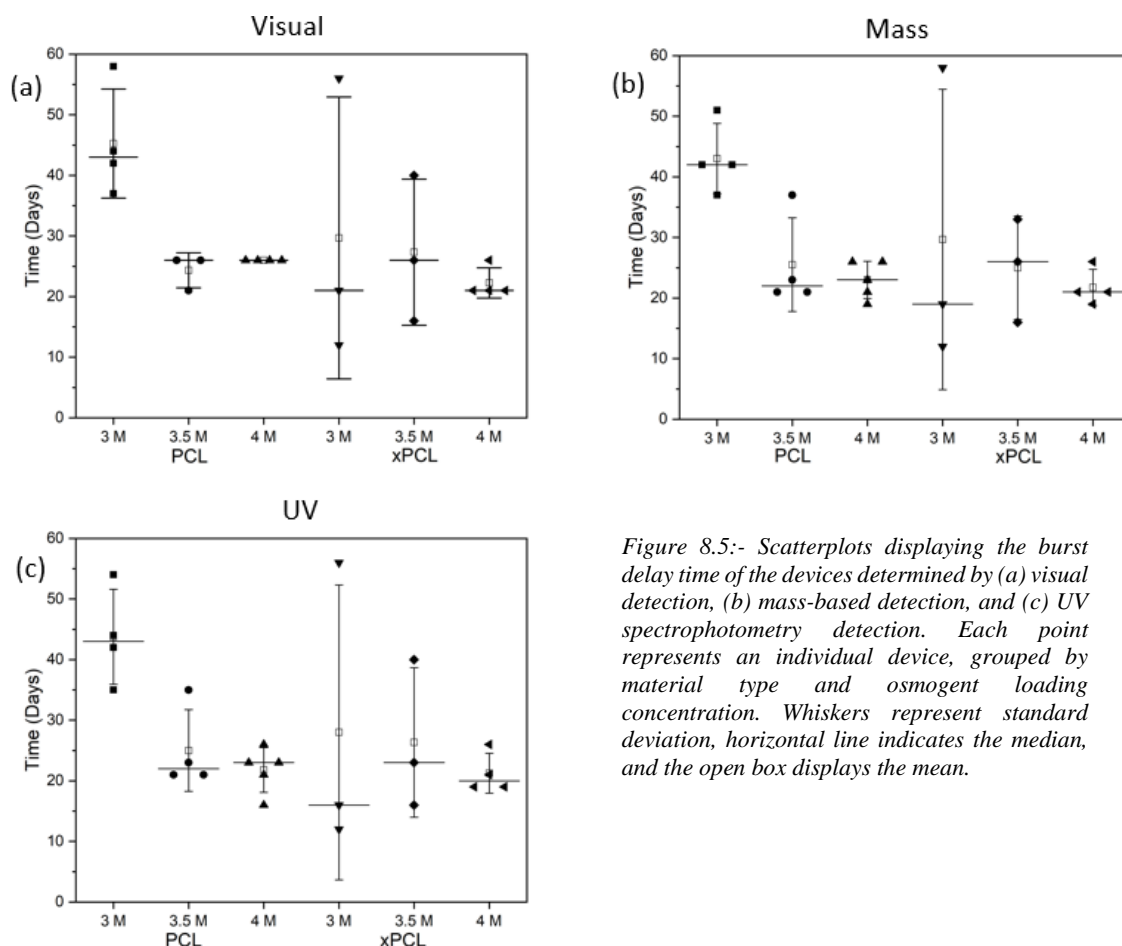 Visual
(a)
60
50
40
30
20
10
0
Time (Days)
3 M 3.5 M 4 M 3 M 3.5 M 4 M
PCL xPCL
Mass
(b)
60
50
40
30
20
10
0
Time (Days)
3 M 3.5 M 4 M 3 M 3.5 M 4 M
PCL xPCL
UV
(c)
60
50
40
30
20
10
0
Time (Days)
3 M 3.5 M 4 M 3 M 3.5 M 4 M
PCL xPCL
Figure 8.5:- Scatterplots displaying the burst
delay time of the devices determined by (a) visual
detection, (b) mass-based detection, and (c) UV
spectrophotometry detection. Each point
represents an individual device, grouped by
material type and osmogent loading
concentration. Whiskers represent standard
deviation, horizontal line indicates the median,
and the open box displays the mean.